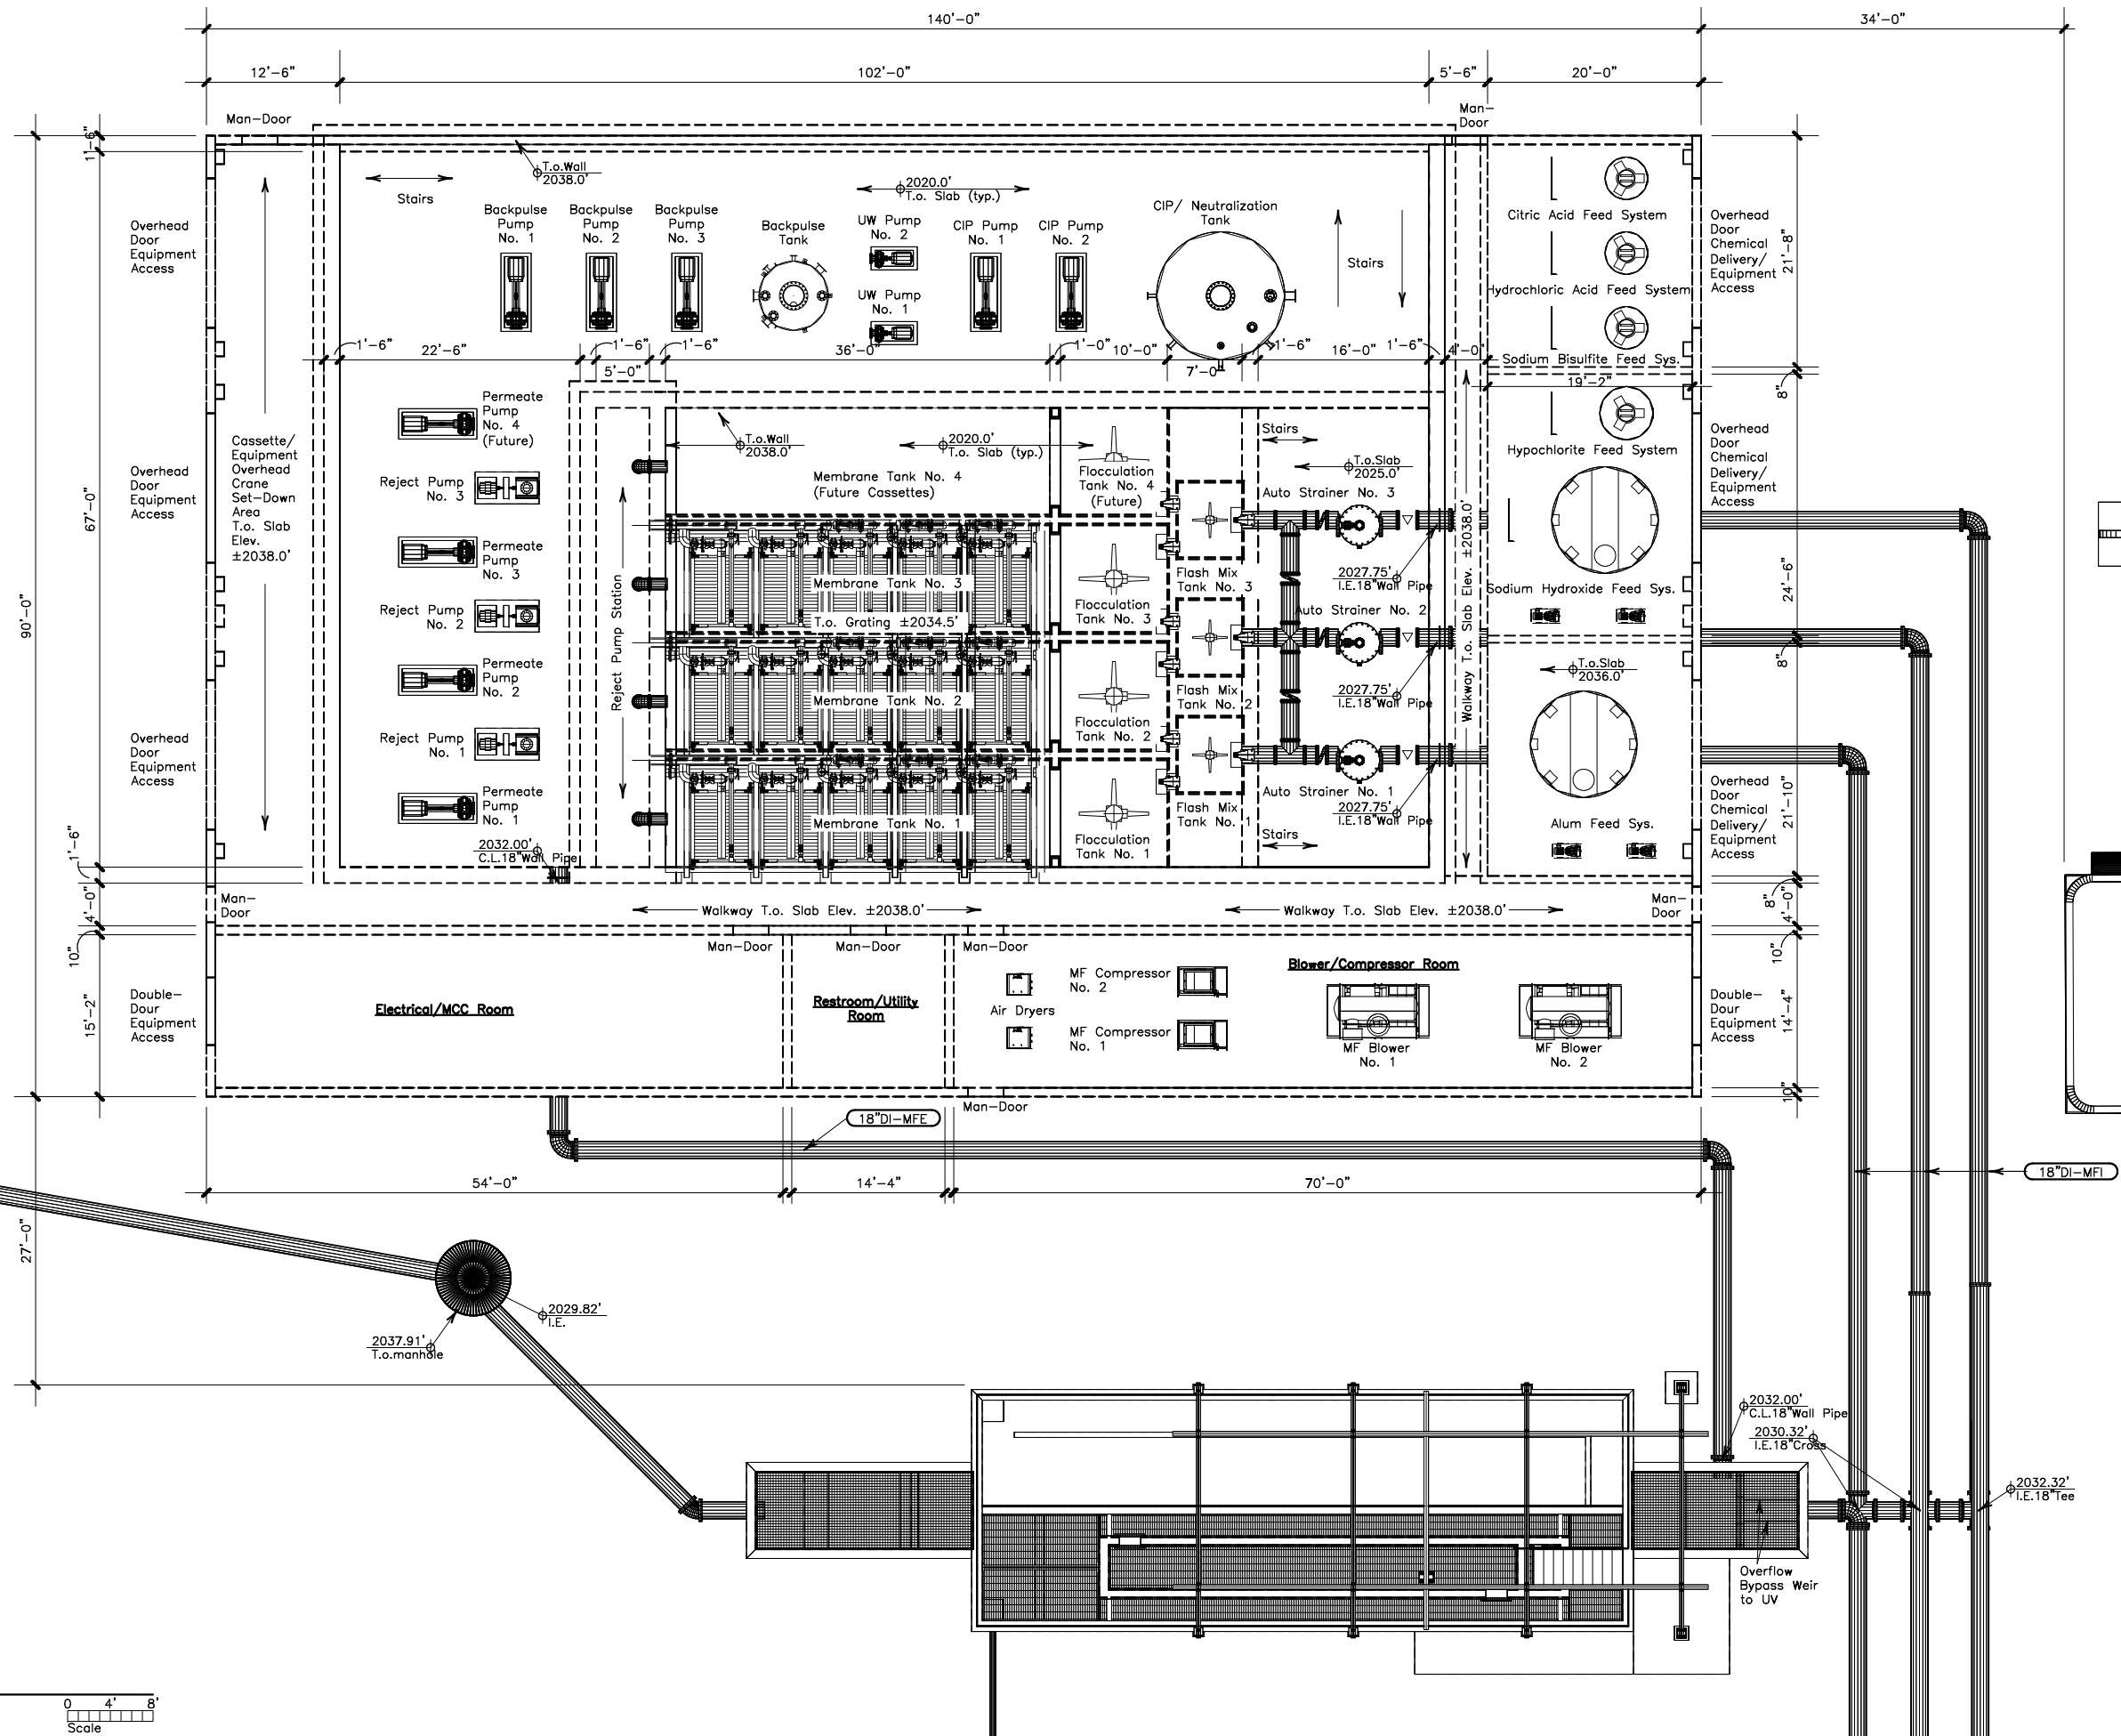 140'-0"
34'-0"
12'-6"
102'-0"
5'-6"
20'-0"
Man-Door
Man-
Door
1'-6"
T.o.Wall
2038.0'
Stairs
2020.0'
T.o. Slab (typ.)
Backpulse
Pump
No. 1
Backpulse
Pump
No. 2
Backpulse
Pump
No. 3
Backpulse
Tank
UW Pump
No. 2
UW Pump
No. 1
CIP Pump
No. 1
CIP Pump
No. 2
CIP/ Neutralization
Tank
Stairs
Citric Acid Feed System
Hydrochloric Acid Feed System
Sodium Bisulfite Feed Sys.
Overhead
Door
Equipment
Access
Overhead
Door
Chemical
Delivery/
Equipment
Access
21'-8"
1'-6"
22'-6"
1'-6"
5'-0"
1'-6"
36'-0"
1'-0"
10'-0"
7'-0"
1'-6"
16'-0"
1'-6"
4'-0"
19'-2"
8"
Cassette/
Equipment
Overhead
Crane
Set-Down
Area
T.o. Slab
Elev.
±2038.0'
Overhead
Door
Equipment
Access
67'-0"
90'-0"
Permeate
Pump
No. 4
(Future)
Reject Pump
No. 3
Permeate
Pump
No. 3
Reject Pump
No. 2
Permeate
Pump
No. 2
Reject Pump
No. 1
Permeate
Pump
No. 1
2032.00'
C.L.18"Wall Pipe
Reject Pump Station
T.o.Wall
2038.0'
2020.0'
T.o. Slab (typ.)
Membrane Tank No. 4
(Future Cassettes)
Membrane Tank No. 3
T.o. Grating ±2034.5'
Membrane Tank No. 2
Membrane Tank No. 1
Flocculation
Tank No. 4
(Future)
Flocculation
Tank No. 3
Flocculation
Tank No. 2
Flocculation
Tank No. 1
Flash Mix
Tank No. 3
Flash Mix
Tank No. 2
Flash Mix
Tank No. 1
Stairs
T.o.Slab
2025.0'
Auto Strainer No. 3
2027.75'
I.E.18"Wall Pipe
Auto Strainer No. 2
2027.75'
I.E.18"Wall Pipe
Auto Strainer No. 1
2027.75'
I.E.18"Wall Pipe
Stairs
Walkway T.o. Slab Elev. ±2038.0'
Hypochlorite Feed System
Sodium Hydroxide Feed Sys.
T.o.Slab
2036.0'
Alum Feed Sys.
Overhead
Door
Chemical
Delivery/
Equipment
Access
24'-6"
8"
Overhead
Door
Equipment
Access
Overhead
Door
Chemical
Delivery/
Equipment
Access
21'-10"
1'-6"
4'-0"
10"
8"
4'-0"
10"
Man-
Door
Man-
Door
Walkway T.o. Slab Elev. ±2038.0'
Walkway T.o. Slab Elev. ±2038.0'
Man-Door
Man-Door
Man-Door
Double-
Dour
Equipment
Access
15'-2"
Electrical/MCC Room
Restroom/Utility
Room
Air Dryers
MF Compressor
No. 2
MF Compressor
No. 1
Blower/Compressor Room
MF Blower
No. 1
MF Blower
No. 2
Double-
Dour
Equipment
Access
14'-4"
10"
Man-Door
18"DI-MFE
18"DI-MFI
54'-0"
14'-4"
70'-0"
27'-0"
2029.82'
I.E.
2037.91'
T.o.manhole
2032.00'
C.L.18"Wall Pipe
2030.32'
I.E.18"Cross
2032.32'
I.E.18"Tee
Overflow
Bypass Weir
to UV
0 4' 8'
Scale